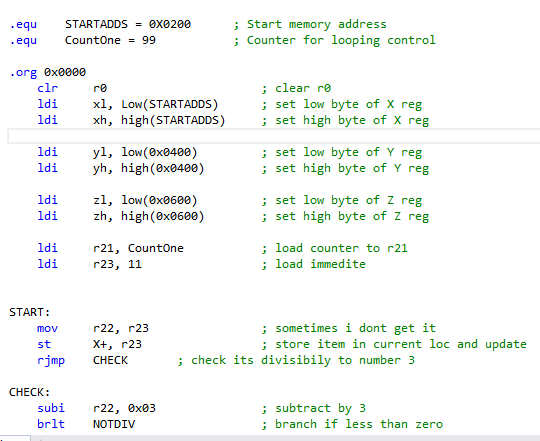 .equ STARTADDS = 0X0200 ; Start memory address
.equ CountOne = 99 ; Counter for looping control
.org 0x0000
clr r0 ; clear r0
ldi xl, Low(STARTADDS) ; set low byte of X reg
ldi xh, high(STARTADDS) ; set high byte of X reg
ldi yl, low(0x0400) ; set low byte of Y reg
ldi yh, high(0x0400) ; set high byte of Y reg
ldi zl, low(0x0600) ; set low byte of Z reg
ldi zh, high(0x0600) ; set high byte of Z reg
ldi r21, CountOne ; load counter to r21
ldi r23, 11 ; load immedite
START:
mov r22, r23 ; sometimes i dont get it
st X+, r23 ; store item in current loc and update
rjmp CHECK ; check its divisibily to number 3
CHECK:
subi r22, 0x03 ; subtract by 3
brlt NOTDIV ; branch if less than zero